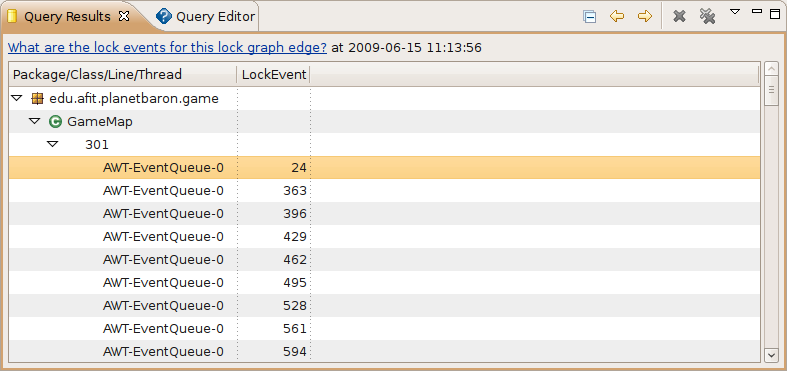 Query Results Query Editor
What are the lock events for this lock graph edge? at 2009-06-15 11:13:56
Package/Class/Line/Thread LockEvent
edu.afit.planetbaron.game
GameMap
301
AWT-EventQueue-0 24
AWT-EventQueue-0 363
AWT-EventQueue-0 396
AWT-EventQueue-0 429
AWT-EventQueue-0 462
AWT-EventQueue-0 495
AWT-EventQueue-0 528
AWT-EventQueue-0 561
AWT-EventQueue-0 594